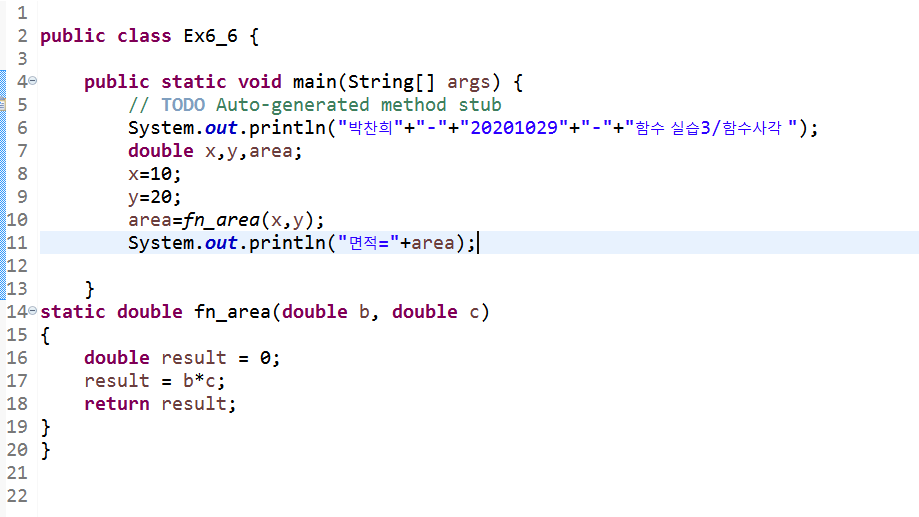 1
2 public class Ex6_6 {
3
4 public static void main(String[] args) {
5 // TODO Auto-generated method stub
6 System.out.println("박찬희"+"-"+"20201029"+"-"+"함수 실습3/함수사각 ");
7 double x,y,area;
8 x=10;
9 y=20;
10 area=fn_area(x,y);
11 System.out.println("면적="+area);
12
13 }
14 static double fn_area(double b, double c)
15 {
16 double result = 0;
17 result = b*c;
18 return result;
19 }
20 }
21
22